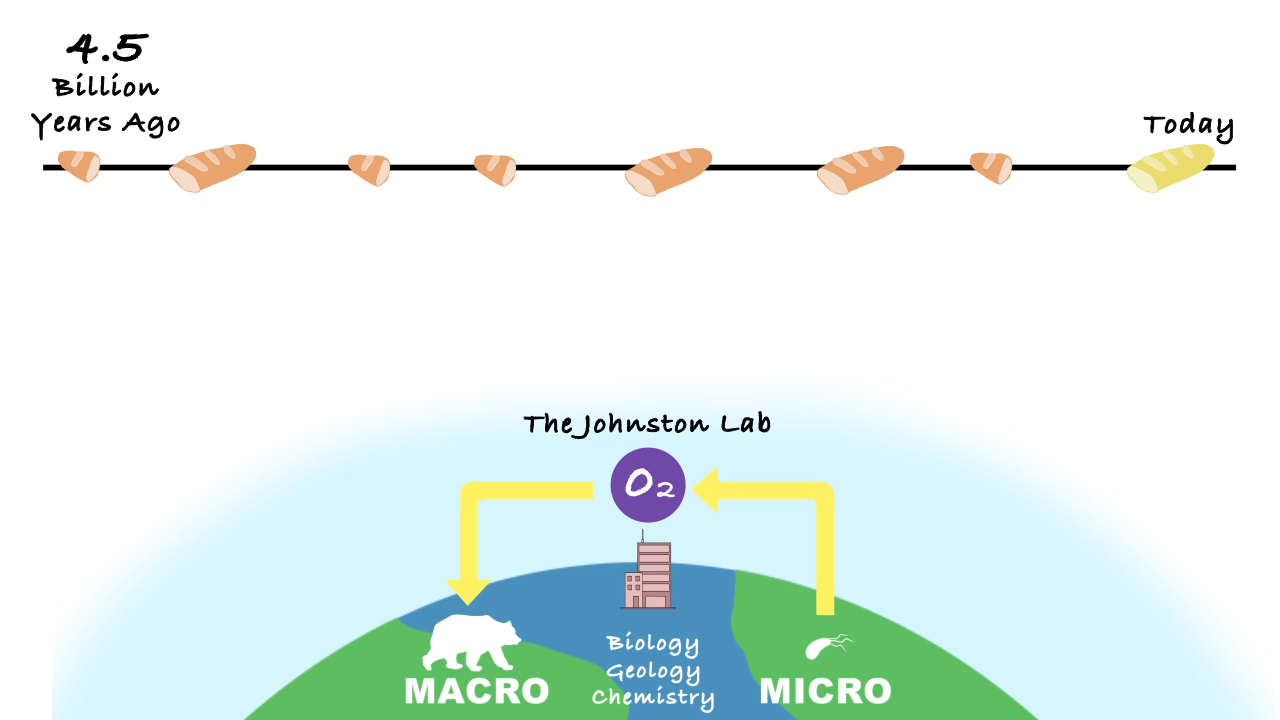 4.5
Billion
Years Ago
Today
The Johnston Lab
O₂
Biology
Geology
Chemistry
MACRO
MICRO